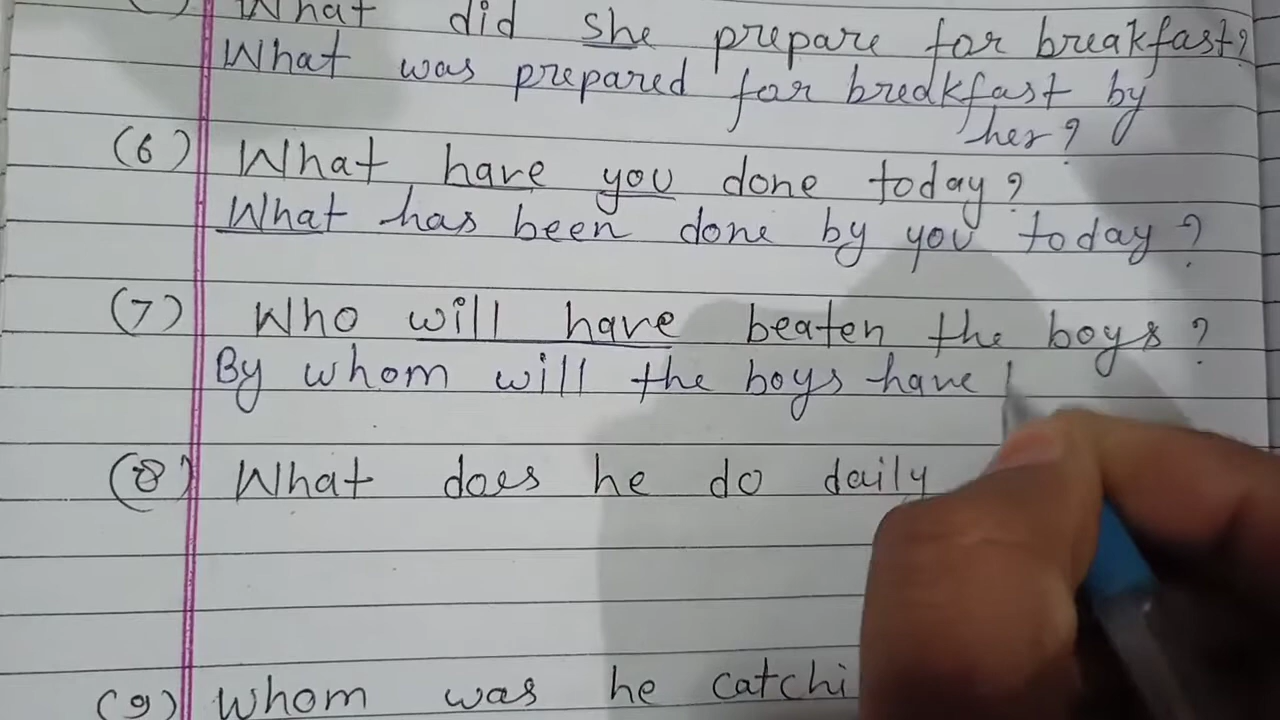 What did she prepare for breakfast?
What was prepared for breakfast by
her?
(6) What have you done today?
What has been done by you today?
(7) Who will have beaten the boys?
By whom will the boys have
(8) What does he do daily
(9) Whom was he catchi